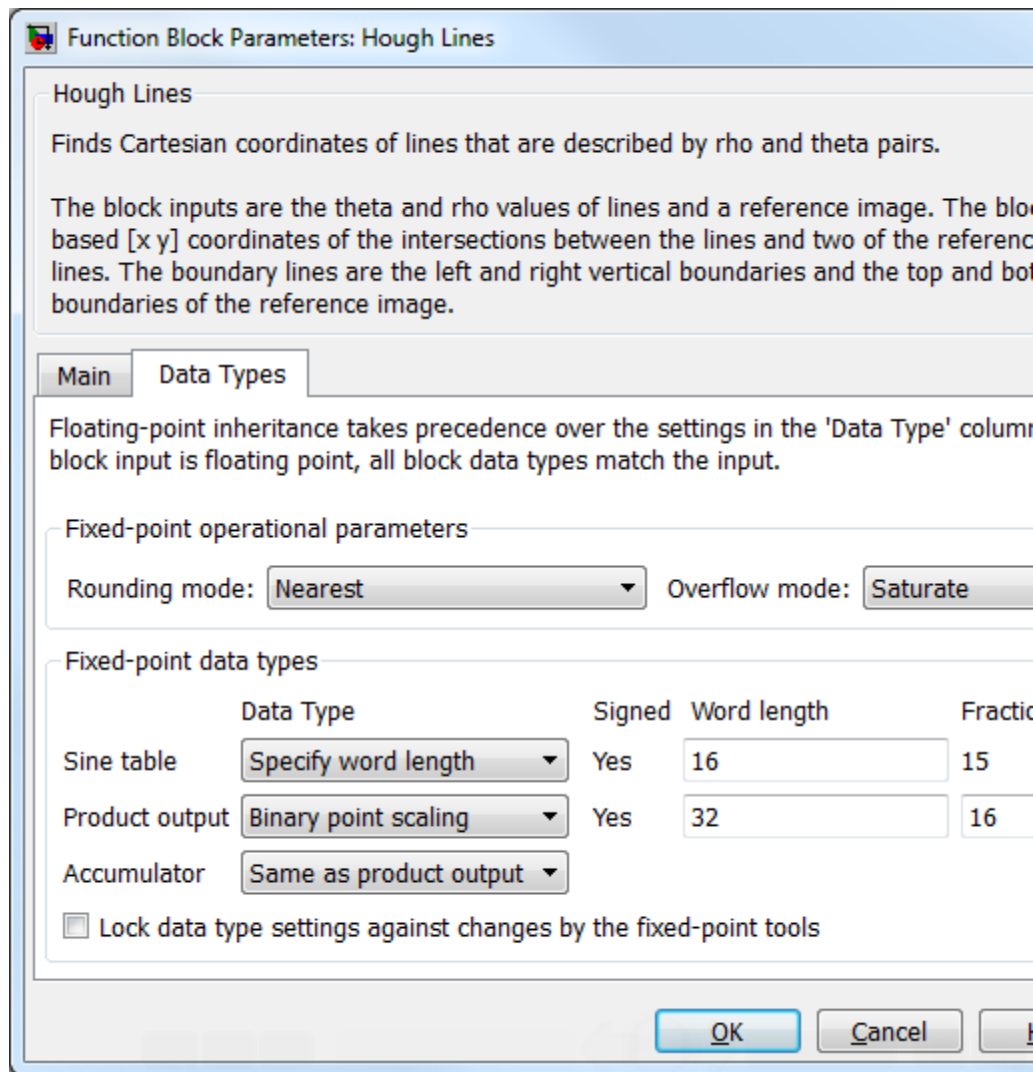 Function Block Parameters: Hough Lines
Hough Lines
Finds Cartesian coordinates of lines that are described by rho and theta pairs.
The block inputs are the theta and rho values of lines and a reference image. The
based [x y] coordinates of the intersections between the lines and two of the
lines. The boundary lines are the left and right vertical boundaries and the top and
boundaries of the reference image.
Main Data Types
Floating-point inheritance takes precedence over the settings in the 'Data Type'
block input is floating point, all block data types match the input.
Fixed-point operational parameters
Rounding mode: Nearest Overflow mode: Saturate
Fixed-point data types
Data Type Signed Word length
Sine table Specify word length Yes 16 15
Product output Binary point scaling Yes 32 16
Accumulator Same as product output
Lock data type settings against changes by the fixed-point tools
OK Cancel